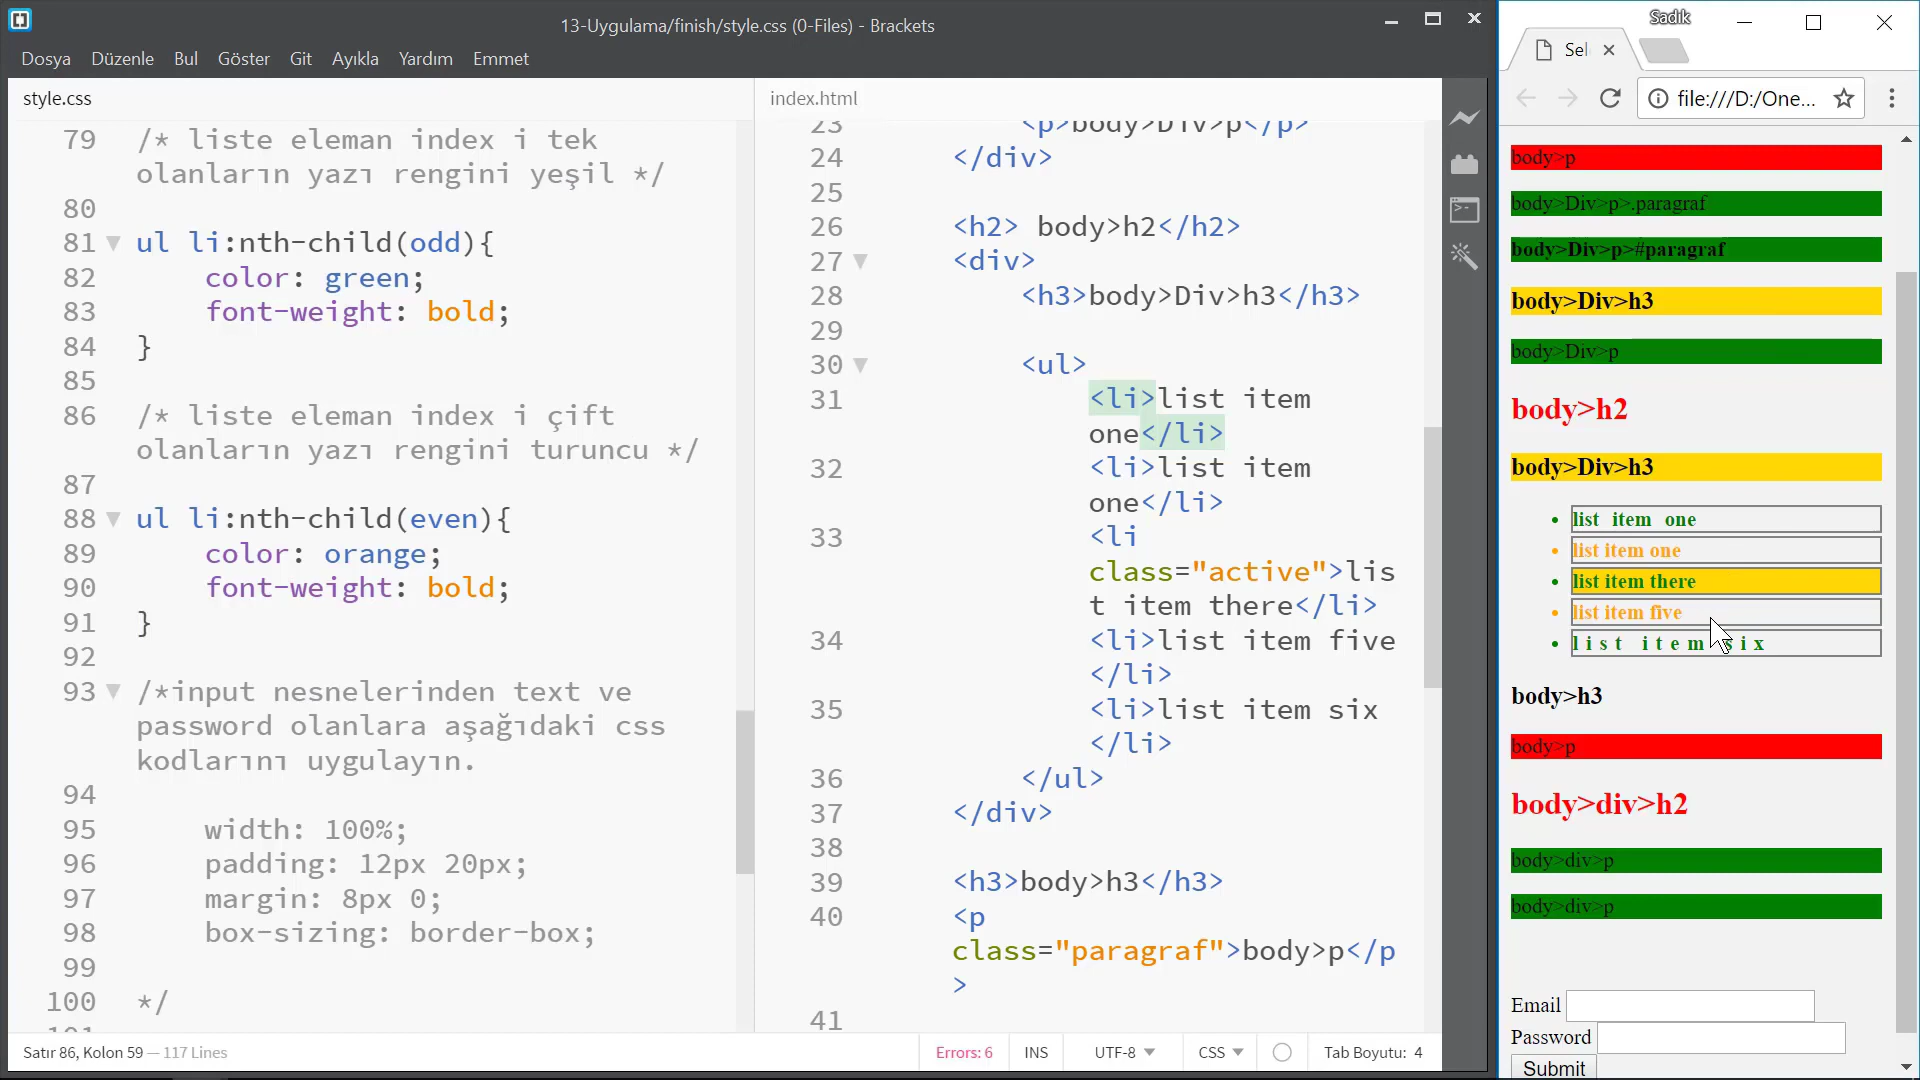 13-Uygulama/finish/style.css (0-Files) - Brackets
Dosya Düzenle Bul Göster Git Ayıkla Yardım Emmet
style.css
79 /* liste eleman index i tek
olanların yazı rengini yeşil */
80
81 ul li:nth-child(odd){
82 color: green;
83 font-weight: bold;
84 }
85
86 /* liste eleman index i çift
olanların yazı rengini turuncu */
87
88 ul li:nth-child(even){
89 color: orange;
90 font-weight: bold;
91 }
92
93 /*input nesnelerinden text ve
password olanlara aşağıdaki css
kodlarını uygulayın.
94
95 width: 100%;
96 padding: 12px 20px;
97 margin: 8px 0;
98 box-sizing: border-box;
99
100 */
101
index.html
23 <p>body>Div>p</p>
24 </div>
25
26 <h2> body>h2</h2>
27 <div>
28 <h3>body>Div>h3</h3>
29
30 <ul>
31 <li>list item
one</li>
32 <li>list item
one</li>
33 <li
class="active">lis
t item there</li>
34 <li>list item five
</li>
35 <li>list item six
</li>
36 </ul>
37 </div>
38
39 <h3>body>h3</h3>
40 <p
class="paragraf">body>p</p
>
41
Satır 86, Kolon 59 — 117 Lines
Errors: 6 INS UTF-8 CSS Tab Boyutu: 4
Sadık
Sel
file:///D:/One...
body>p
body>Div>p>.paragraf
body>Div>p>#paragraf
body>Div>h3
body>Div>p
body>h2
body>Div>h3
list item one
list item one
list item there
list item five
list item six
body>h3
body>p
body>div>h2
body>div>p
body>div>p
Email
Password
Submit